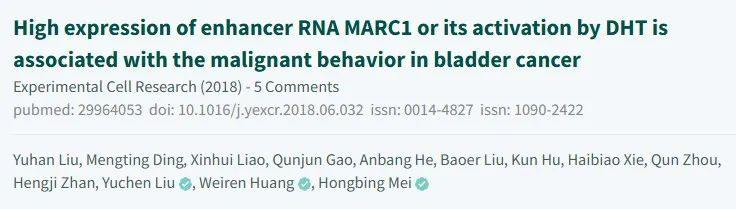 High expression of enhancer RNA MARC1 or its activation by DHT is
associated with the malignant behavior in bladder cancer
Experimental Cell Research (2018) - 5 Comments
pubmed: 29964053 doi: 10.1016/j.yexcr.2018.06.032 issn: 0014-4827 issn: 1090-2422
Yuhan Liu, Mengting Ding, Xinhui Liao, Qunjun Gao, Anbang He, Baoer Liu, Kun Hu, Haibiao Xie, Qun Zhou,
Hengji Zhan, Yuchen Liu, Weiren Huang, Hongbing Mei